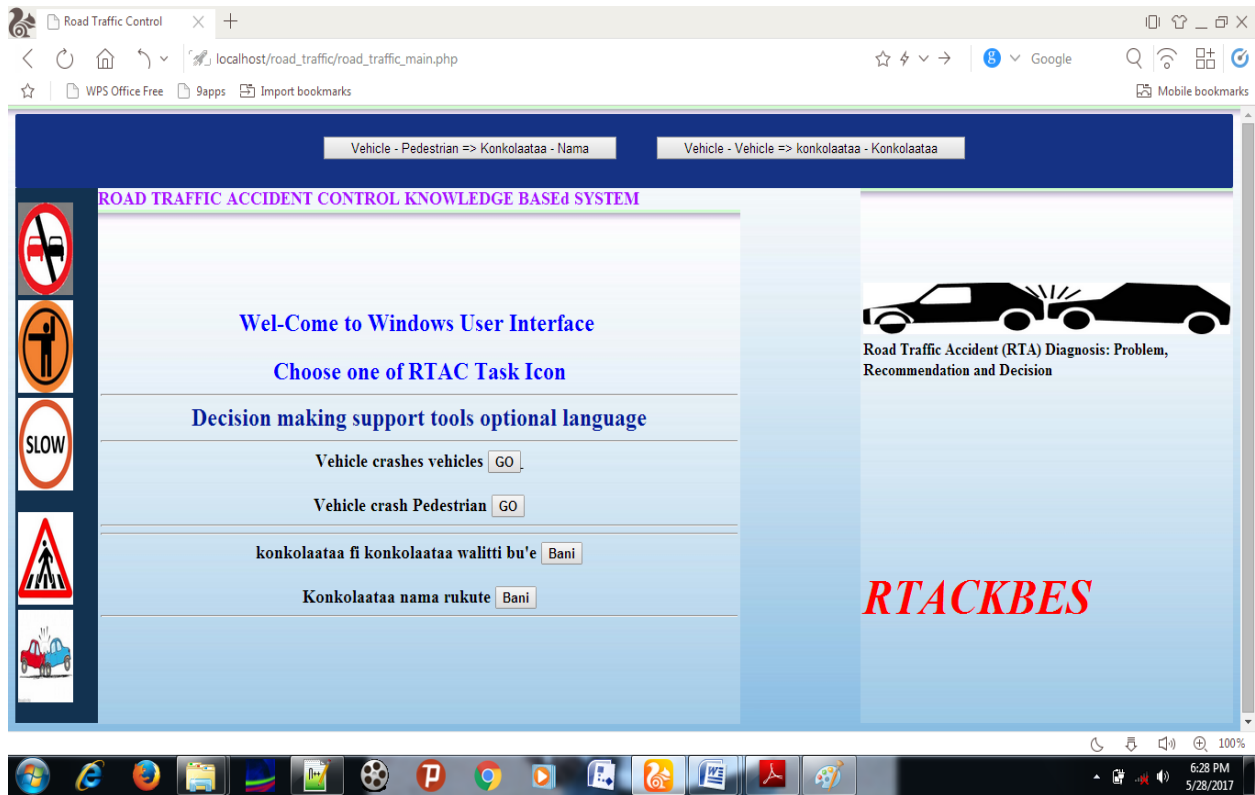 Road Traffic Control
localhost/road_traffic/road_traffic_main.php
Google
WPS Office Free 9apps Import bookmarks
Mobile bookmarks
Vehicle - Pedestrian => Konkolaataa - Nama
Vehicle - Vehicle => konkolaataa - Konkolaataa
ROAD TRAFFIC ACCIDENT CONTROL KNOWLEDGE BASEd SYSTEM
SLOW
Wel-Come to Windows User Interface
Choose one of RTAC Task Icon
Decision making support tools optional language
Vehicle crashes vehicles GO
Vehicle crash Pedestrian GO
konkolaataa fi konkolaataa walitti bu'e Bani
Konkolaataa nama rukute Bani
Road Traffic Accident (RTA) Diagnosis: Problem,
Recommendation and Decision
RTACKBES
100%
6:28 PM
5/28/2017